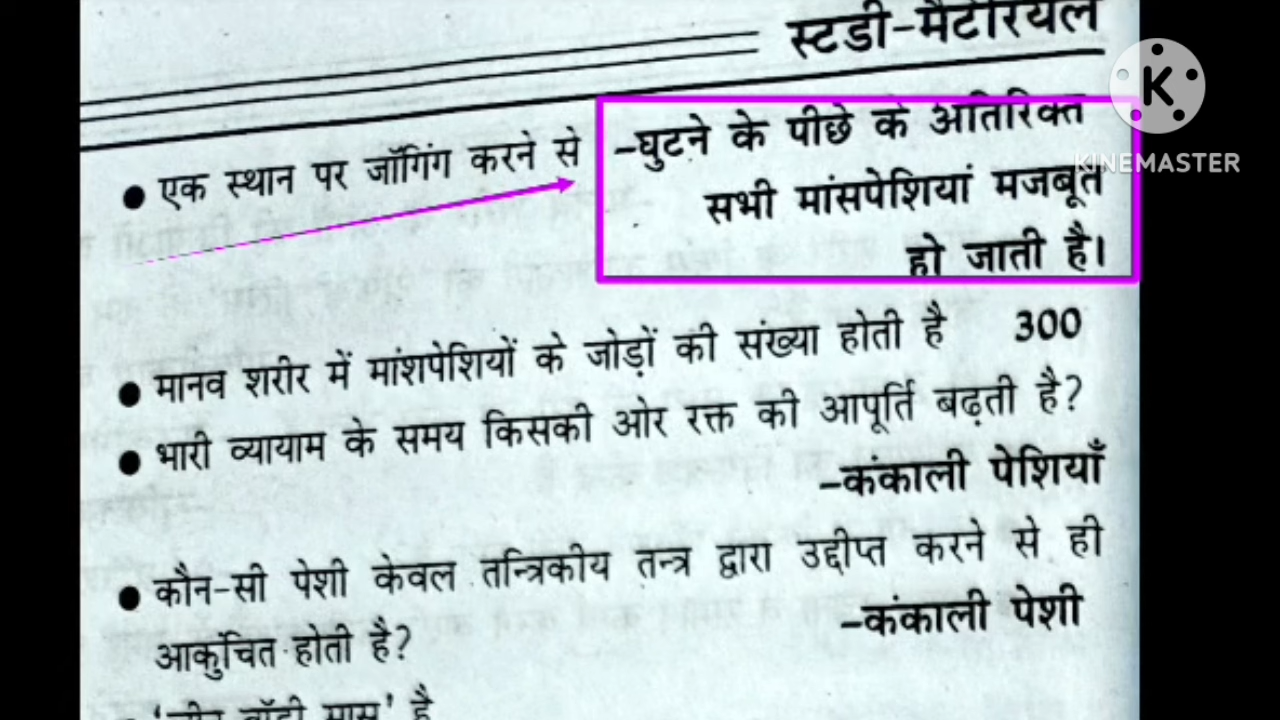 स्टडी-मैटेरियल
K
KINEMASTER
● एक स्थान पर जॉगिंग करने से -घुटने के पीछे के अतिरिक्त
सभी मांसपेशियां मजबूत
हो जाती है।
● मानव शरीर में मांशपेशियों के जोड़ों की संख्या होती है 300
● भारी व्यायाम के समय किसकी ओर रक्त की आपूर्ति बढ़ती है?
-कंकाली पेशियाँ
● कौन-सी पेशी केवल तन्त्रिकीय तन्त्र द्वारा उद्दीप्त करने से ही
आकुंचित होती है? -कंकाली पेशी